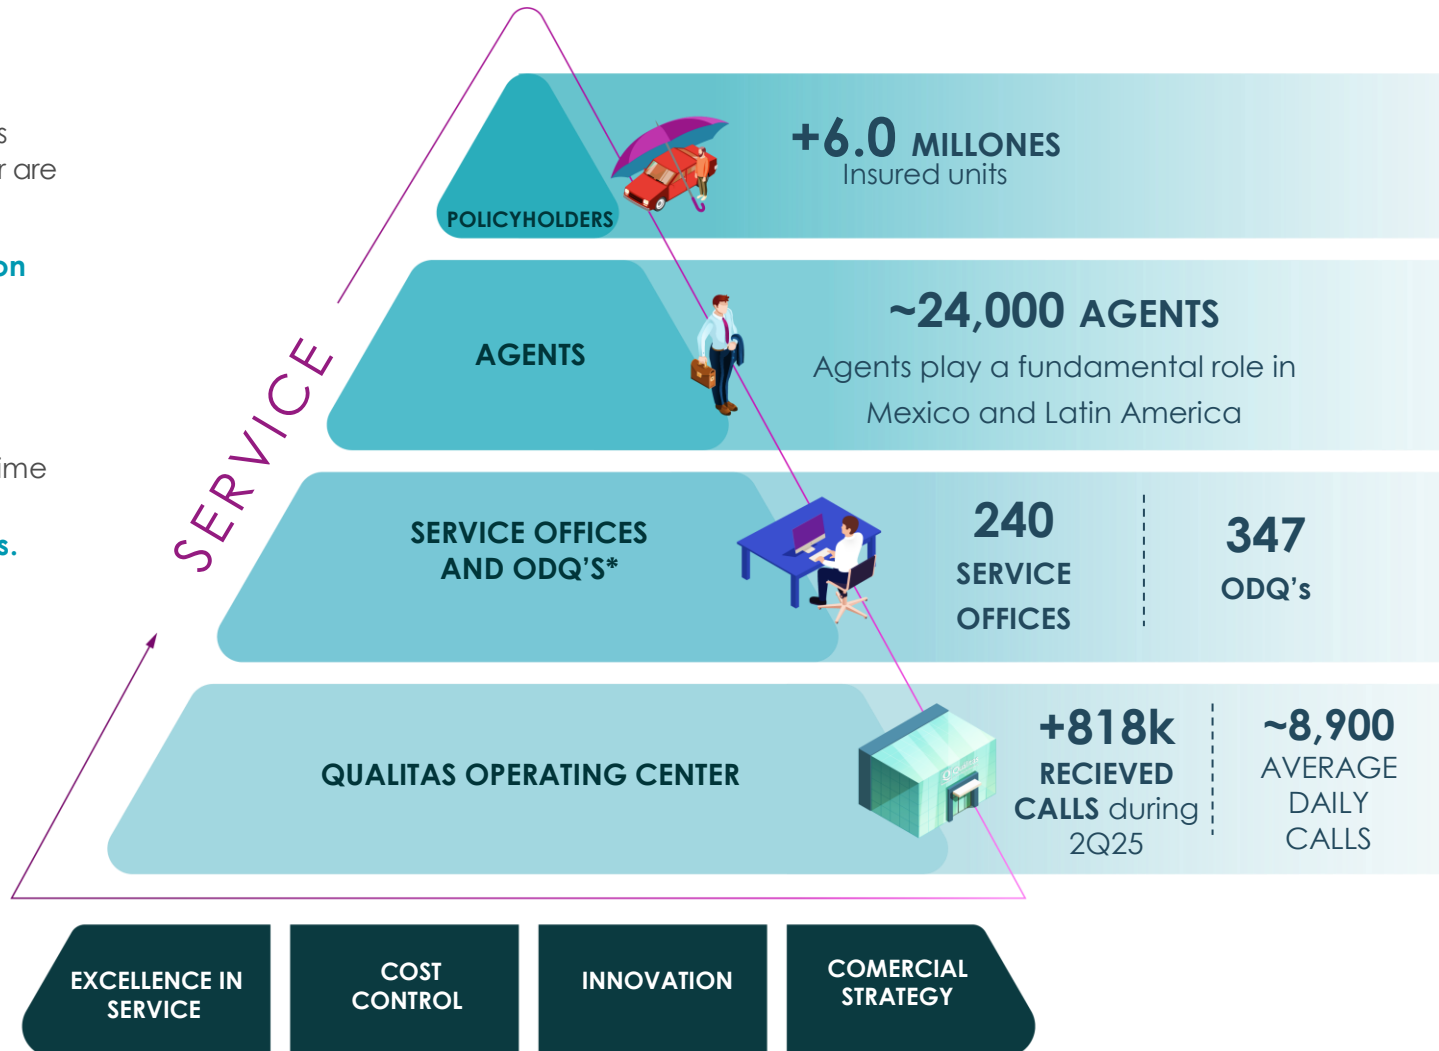 s
r are
on
ime
s.
SERVICE
POLICYHOLDERS
+6.0 MILLONES
Insured units
AGENTS
~24,000 AGENTS
Agents play a fundamental role in
Mexico and Latin America
SERVICE OFFICES
AND ODQ'S*
240
SERVICE
OFFICES
347
ODQ's
QUALITAS OPERATING CENTER
+818k
RECIEVED
CALLS during
2Q25
~8,900
AVERAGE
DAILY
CALLS
EXCELLENCE IN
SERVICE
COST
CONTROL
INNOVATION
COMERCIAL
STRATEGY